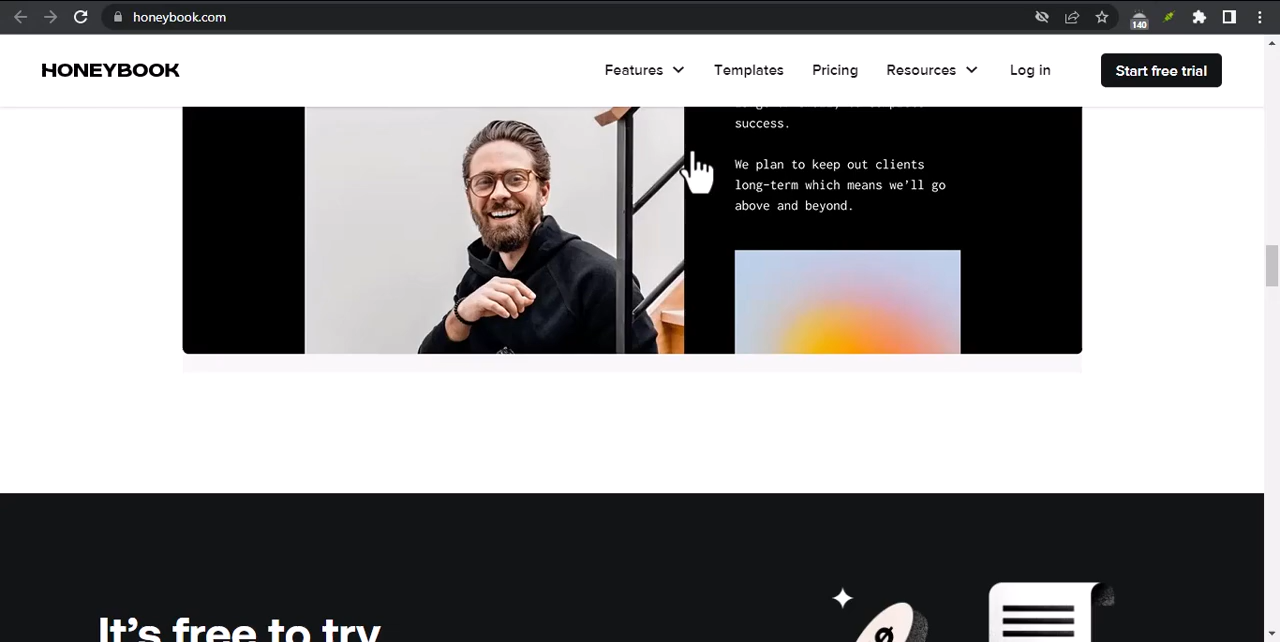 honeybook.com
140
HONEYBOOK
Features
Templates
Pricing
Resources
Log in
Start free trial
success.
We plan to keep out clients
long-term which means we'll go
above and beyond.
It's free to try